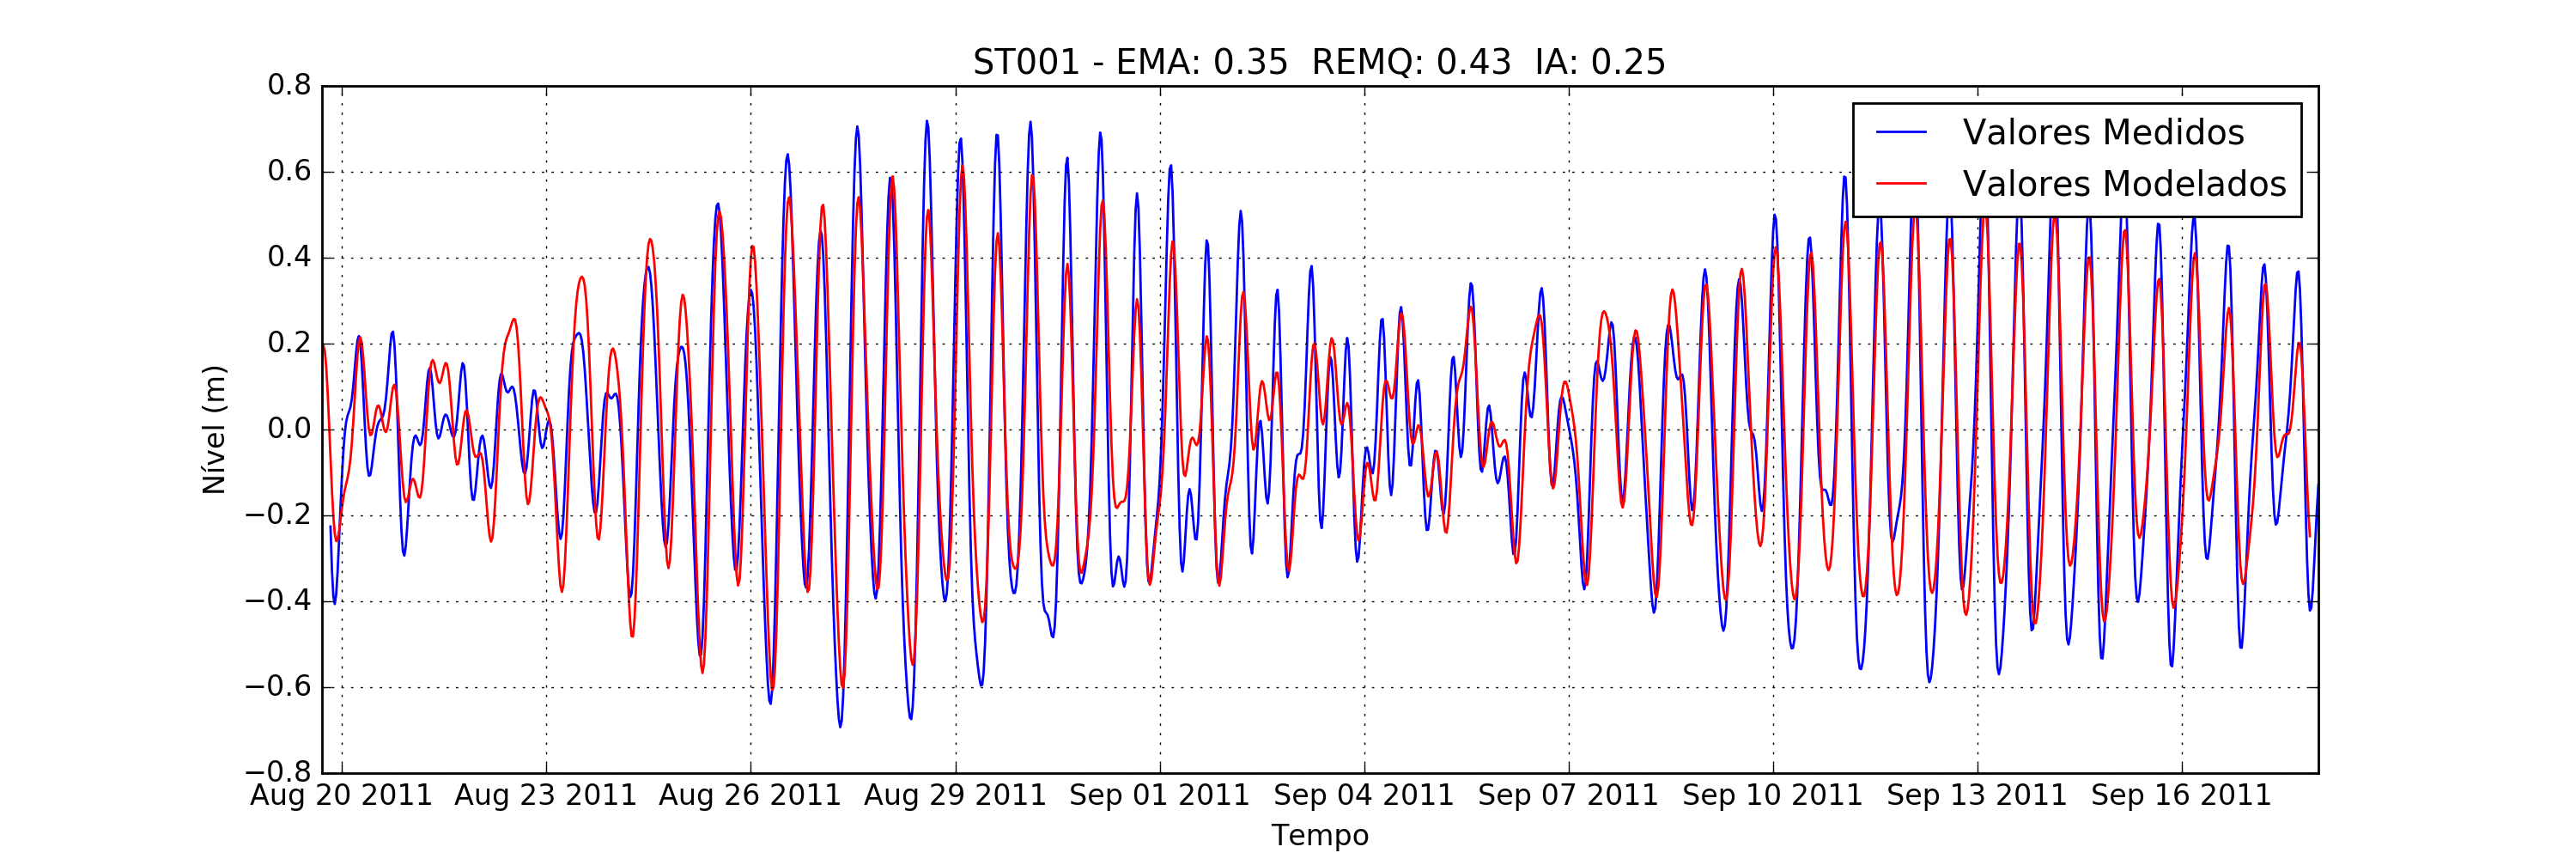 ST001 - EMA: 0.35  REMQ: 0.43  IA: 0.25
0.8
0.6
0.4
0.2
0.0
−0.2
−0.4
−0.6
−0.8
Nível (m)
Valores Medidos
Valores Modelados
Aug 20 2011 Aug 23 2011 Aug 26 2011 Aug 29 2011 Sep 01 2011 Sep 04 2011 Sep 07 2011 Sep 10 2011 Sep 13 2011 Sep 16 2011
Tempo